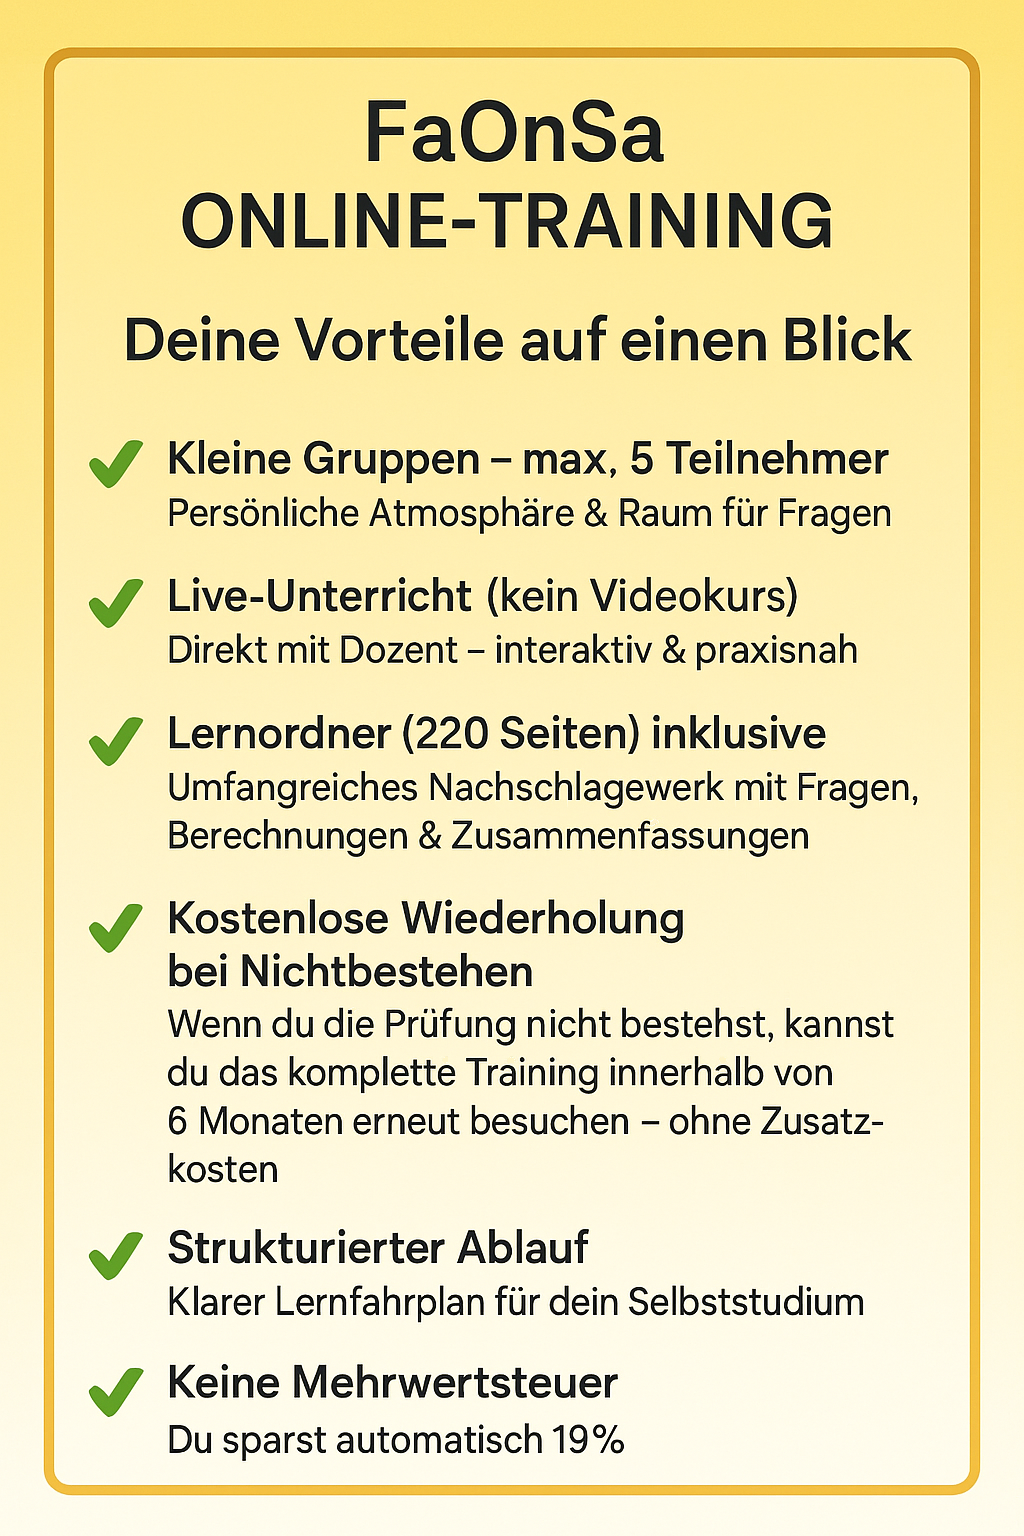 FaOnSa
ONLINE-TRAINING
Deine Vorteile auf einen Blick
Kleine Gruppen – max, 5 Teilnehmer
Persönliche Atmosphäre & Raum für Fragen
Live-Unterricht (kein Videokurs)
Direkt mit Dozent – interaktiv & praxisnah
Lernordner (220 Seiten) inklusive
Umfangreiches Nachschlagewerk mit Fragen,
Berechnungen & Zusammenfassungen
Kostenlose Wiederholung
bei Nichtbestehen
Wenn du die Prüfung nicht bestehst, kannst
du das komplette Training innerhalb von
6 Monaten erneut besuchen – ohne Zusatz-
kosten
Strukturierter Ablauf
Klarer Lernfahrplan für dein Selbststudium
Keine Mehrwertsteuer
Du sparst automatisch 19%